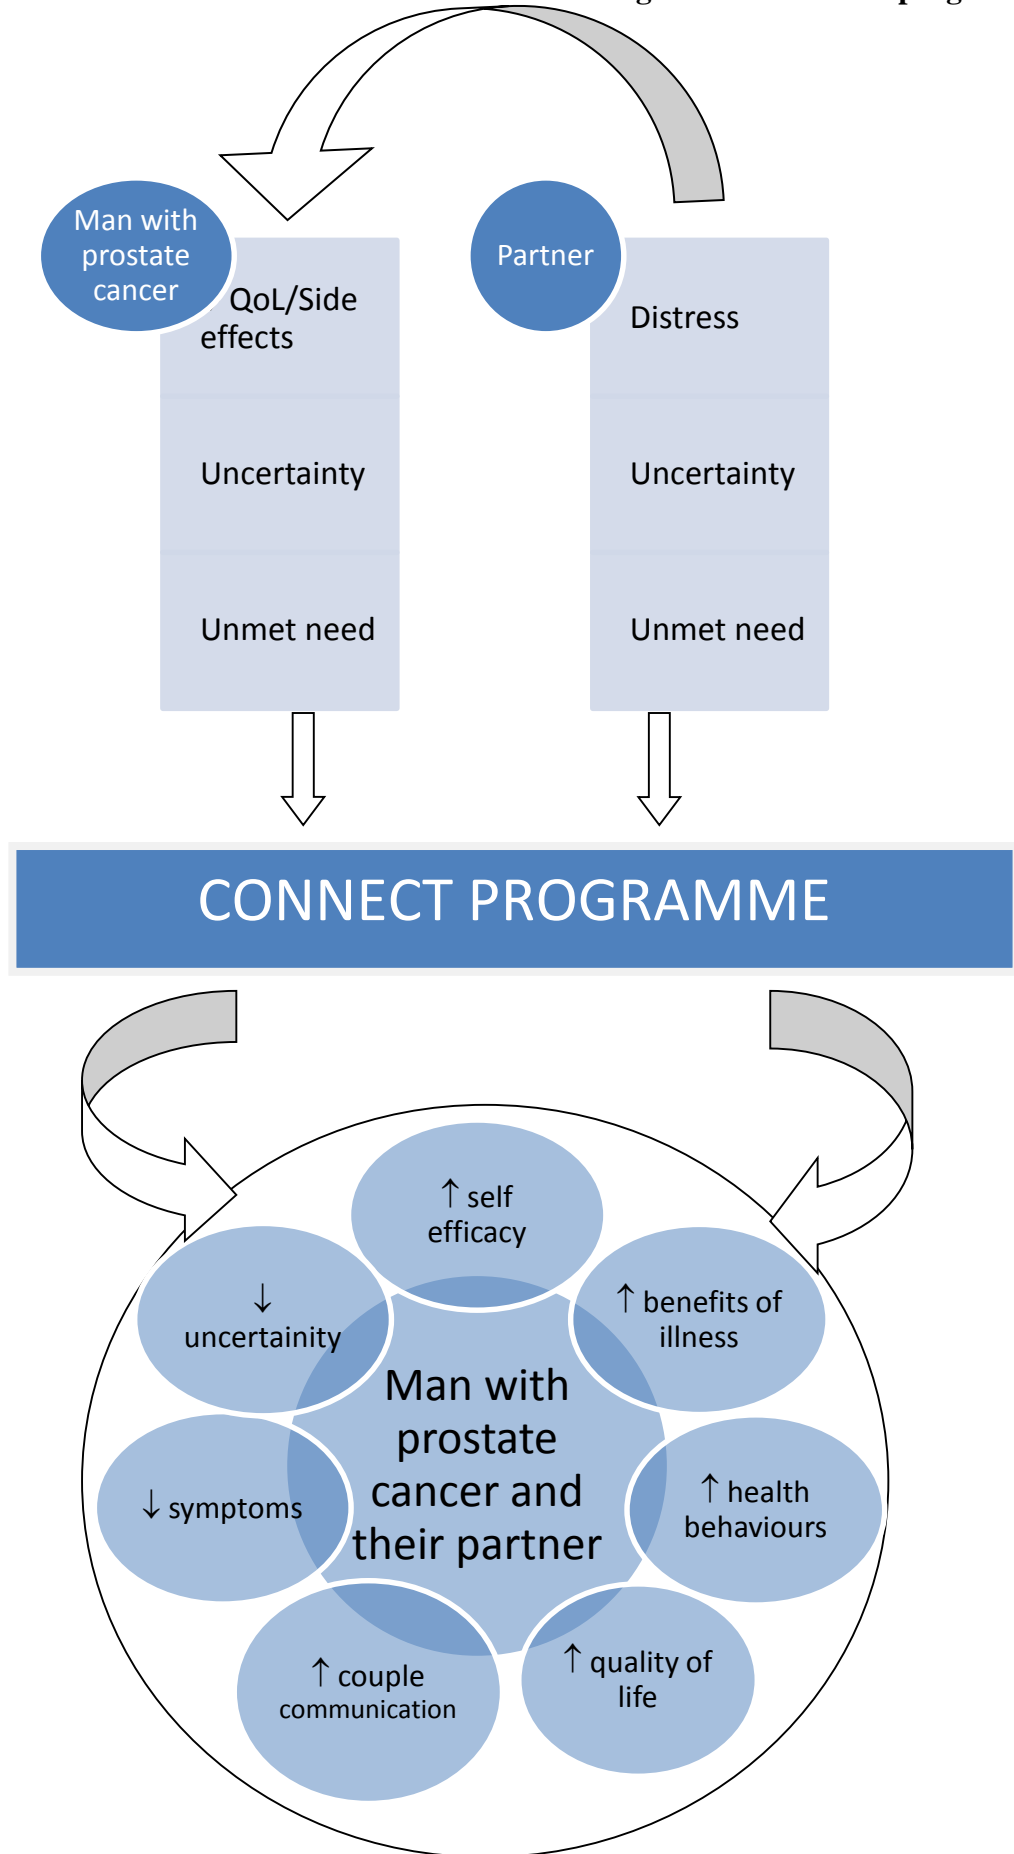 Man with
prostate
cancer
QoL/Side
effects
Uncertainty
Unmet need
Partner
Distress
Uncertainty
Unmet need
CONNECT PROGRAMME
↑ self
efficacy
↓
uncertainity
↑ benefits of
illness
Man with
prostate
cancer and
their partner
↓ symptoms
↑ health
behaviours
↑ couple
communication
↑ quality of
life